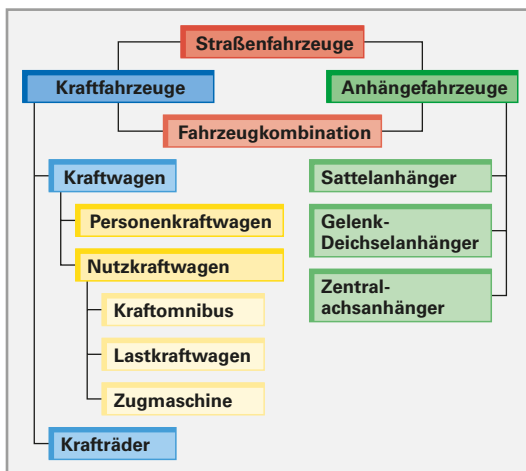 Straßenfahrzeuge
Kraftfahrzeuge
Anhängefahrzeuge
Fahrzeugkombination
Kraftwagen
Personenkraftwagen
Nutzkraftwagen
Kraftomnibus
Lastkraftwagen
Zugmaschine
Krafträder
Sattelanhänger
Gelenk-
Deichselanhänger
Zentral-
achsanhänger